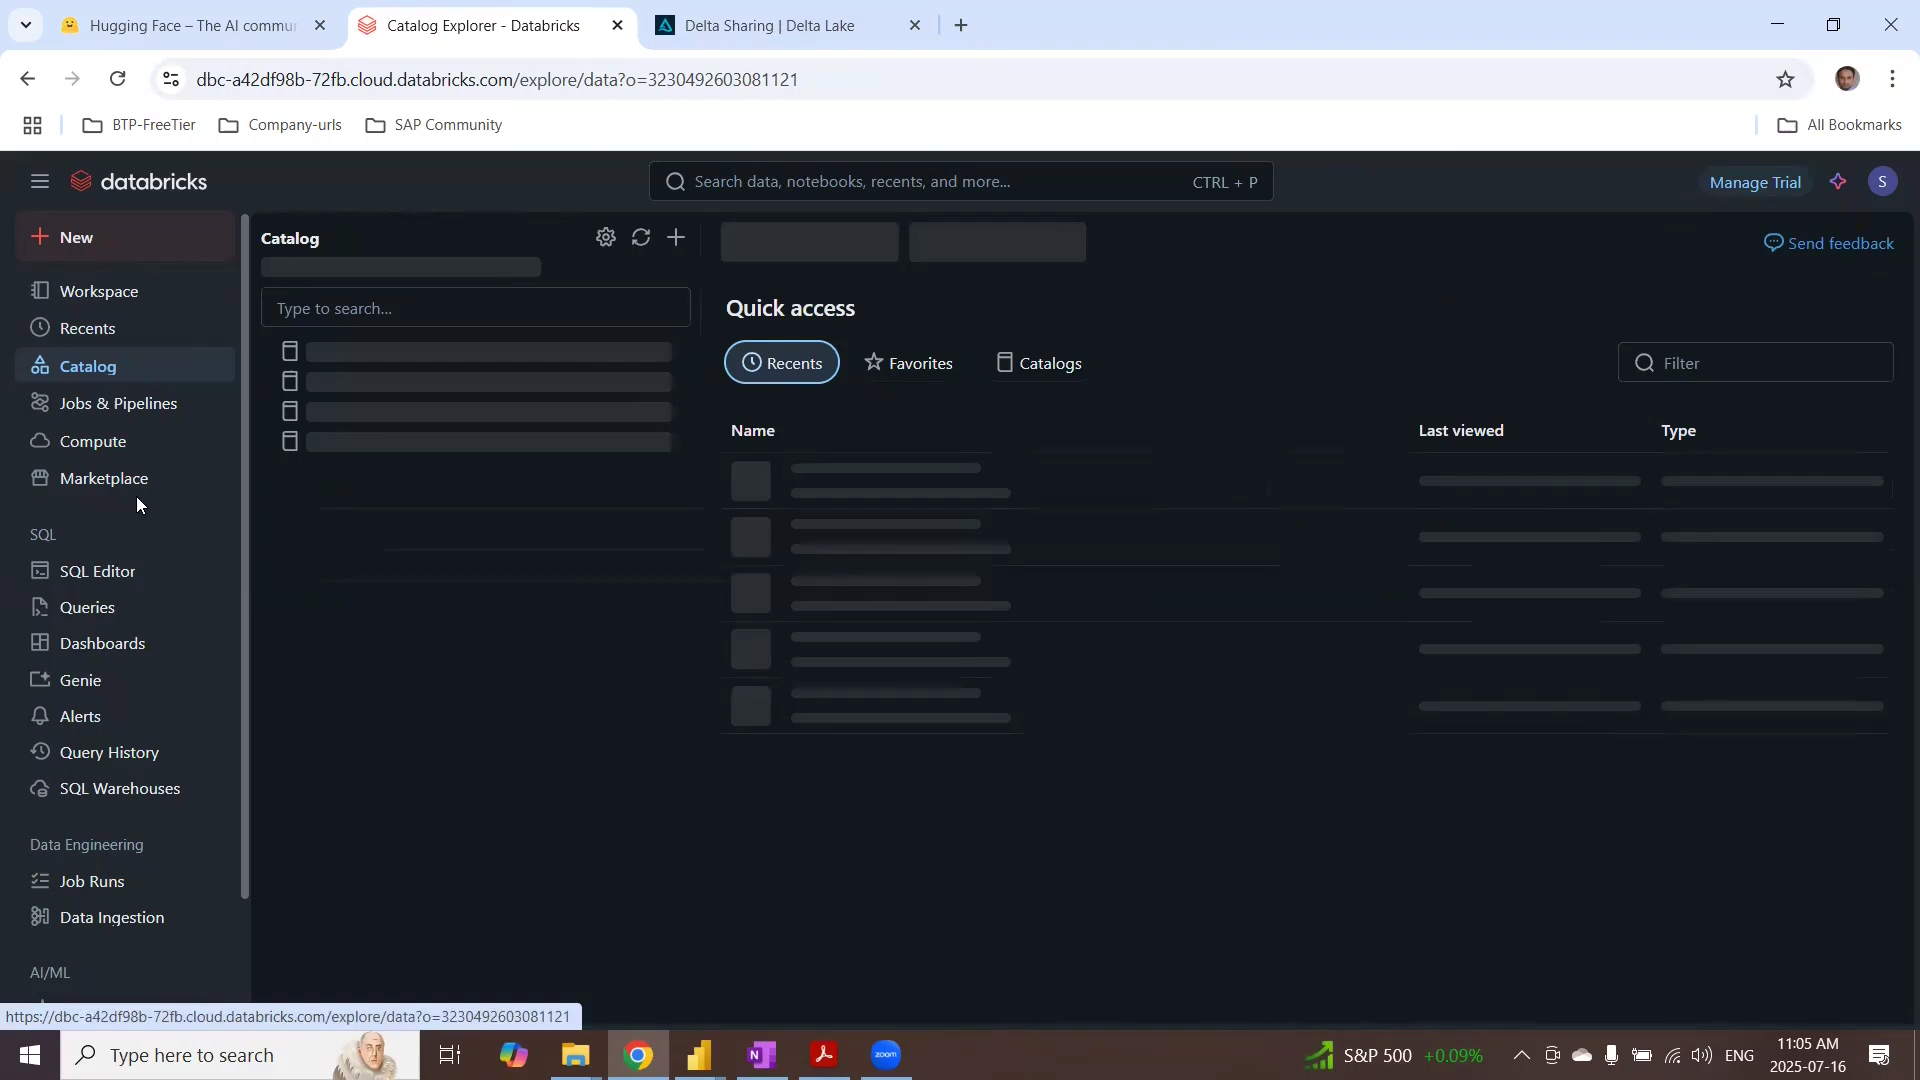 Hugging Face – The AI commun
Catalog Explorer - Databricks
Delta Sharing | Delta Lake
dbc-a42df98b-72fb.cloud.databricks.com/explore/data?o=3230492603081121
BTP-FreeTier
Company-urls
SAP Community
All Bookmarks
databricks
Search data, notebooks, recents, and more...
CTRL + P
Manage Trial
S
New
Workspace
Recents
Catalog
Jobs & Pipelines
Compute
Marketplace
SQL
SQL Editor
Queries
Dashboards
Genie
Alerts
Query History
SQL Warehouses
Data Engineering
Job Runs
Data Ingestion
AI/ML
Catalog
Type to search...
Send feedback
Quick access
Recents
Favorites
Catalogs
Filter
Name
Last viewed
Type
https://dbc-a42df98b-72fb.cloud.databricks.com/explore/data?o=3230492603081121
Type here to search
N
zoom
S&P 500 +0.09%
ENG
11:05 AM
2025-07-16